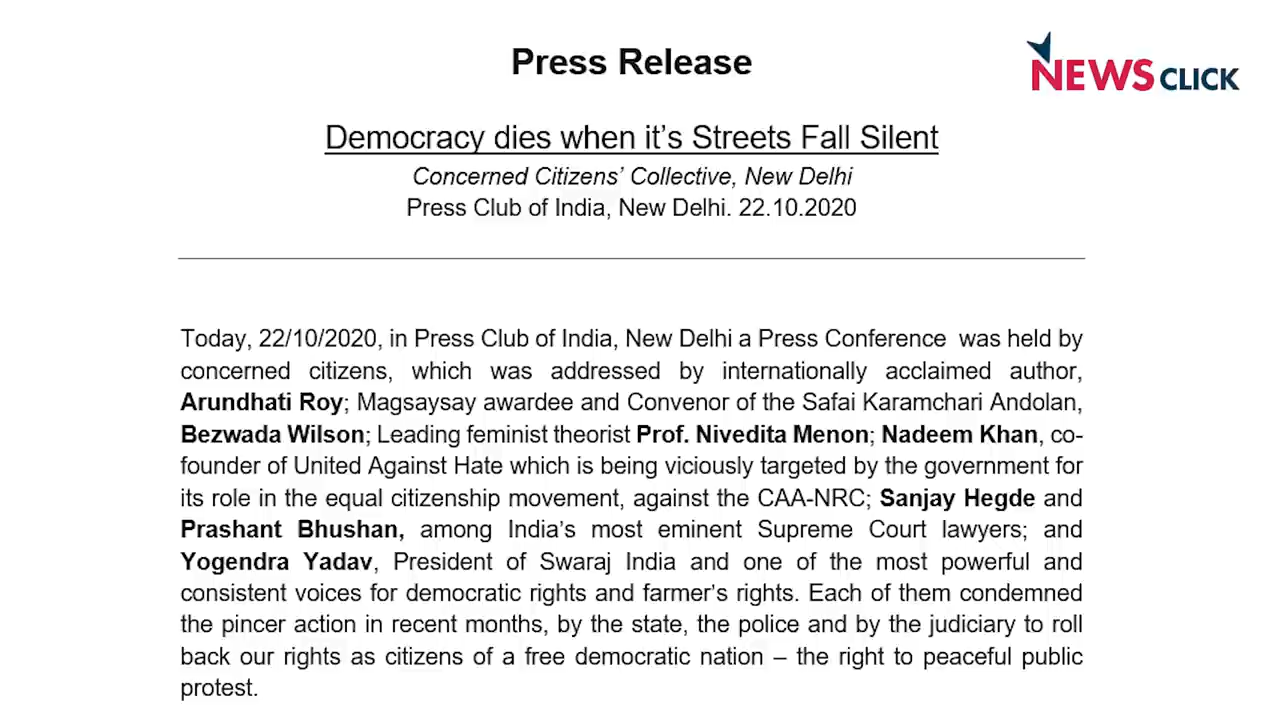 Press Release
NEWSCLICK
Democracy dies when it's Streets Fall Silent
Concerned Citizens' Collective, New Delhi
Press Club of India, New Delhi. 22.10.2020
Today, 22/10/2020, in Press Club of India, New Delhi a Press Conference was held by
concerned citizens, which was addressed by internationally acclaimed author,
Arundhati Roy; Magsaysay awardee and Convenor of the Safai Karamchari Andolan,
Bezwada Wilson; Leading feminist theorist Prof. Nivedita Menon; Nadeem Khan, co-
founder of United Against Hate which is being viciously targeted by the government for
its role in the equal citizenship movement, against the CAA-NRC; Sanjay Hegde and
Prashant Bhushan, among India's most eminent Supreme Court lawyers; and
Yogendra Yadav, President of Swaraj India and one of the most powerful and
consistent voices for democratic rights and farmer's rights. Each of them condemned
the pincer action in recent months, by the state, the police and by the judiciary to roll
back our rights as citizens of a free democratic nation – the right to peaceful public
protest.